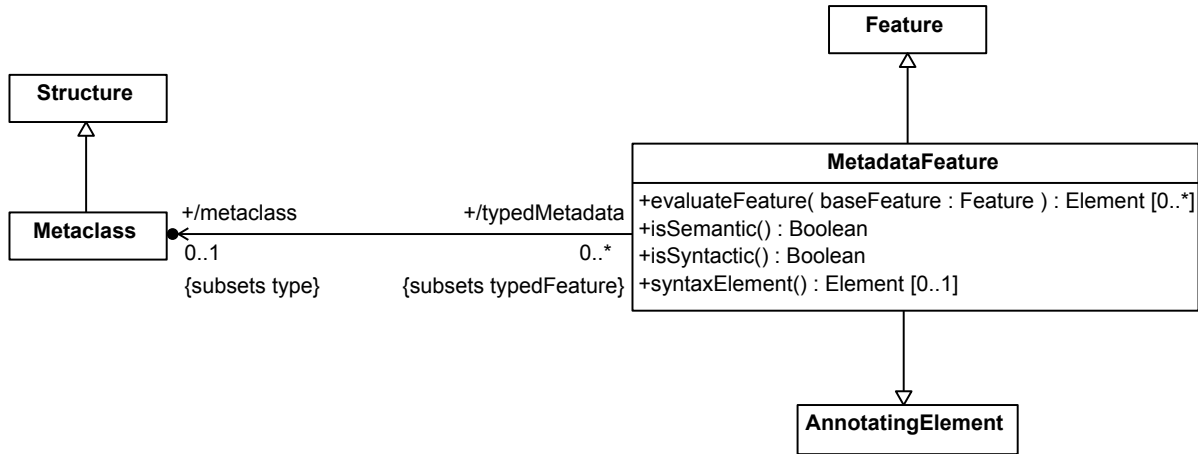 Feature
Structure
MetadataFeature
+evaluateFeature( baseFeature : Feature ) : Element [0..*]
+/metaclass
+/typedMetadata
+isSemantic() : Boolean
Metaclass
0..1
0..*
+isSyntactic() : Boolean
{subsets type}
{subsets typedFeature}
+syntaxElement() : Element [0..1]
AnnotatingElement